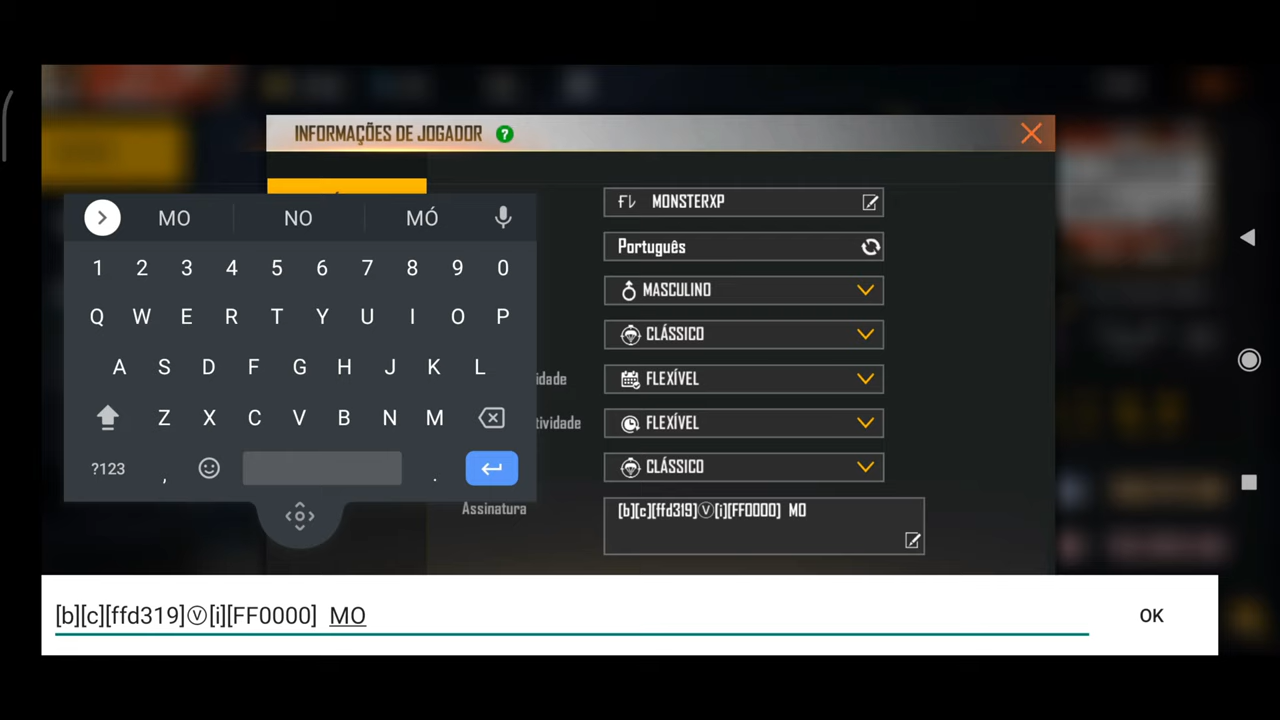 INFORMAÇÕES DE JOGADOR ?
MONSTERXP
Português
MASCULINO
CLÁSSICO
idade FLEXÍVEL
tividade FLEXÍVEL
CLÁSSICO
Assinatura [b][c][ffd319]Ⓥ[i][FF0000] MO
MO NO MÓ
1 2 3 4 5 6 7 8 9 0
Q W E R T Y U I O P
A S D F G H J K L
Z X C V B N M
?123 , .
[b][c][ffd319]Ⓥ[i][FF0000] MO OK